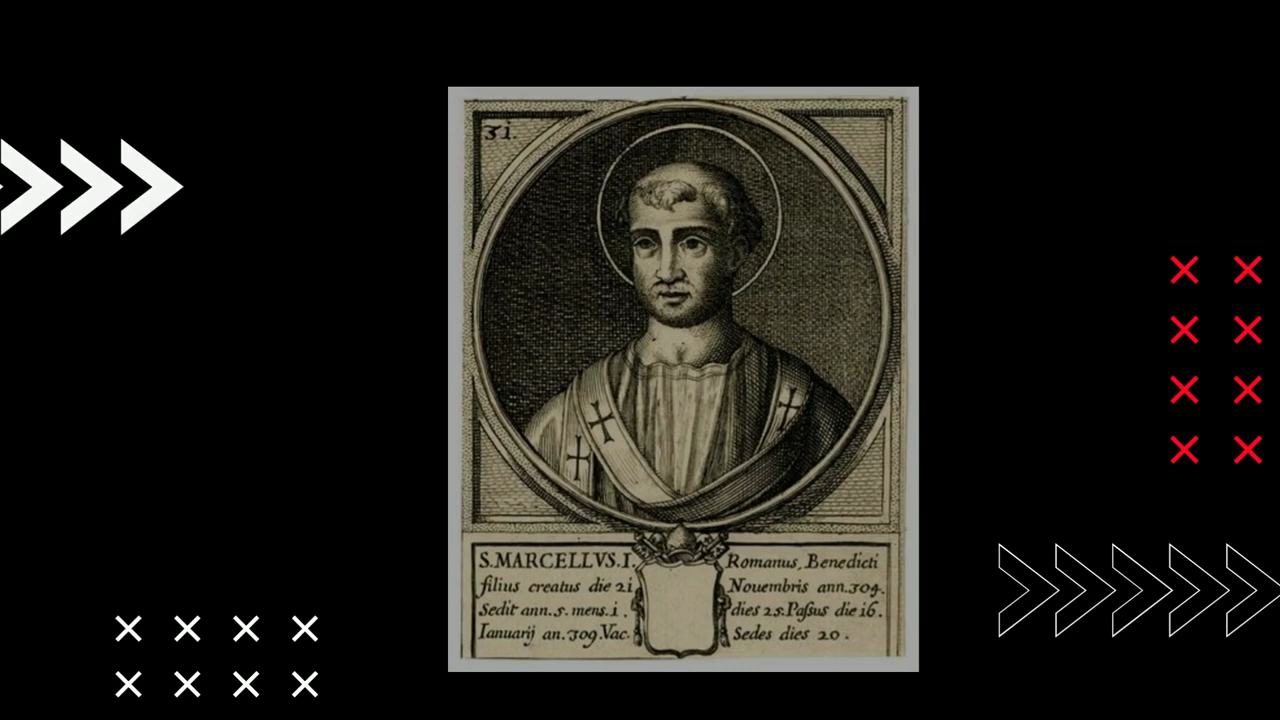 31.
S. MARCELLVS. I. Romanus, Benedicti
filius creatus die 21 Nouembris ann. 304.
Sedit ann. 5. mens. 1. dies 25. Paſsus die 16.
Ianuarij an. 309. Vac. Sedes dies 20.